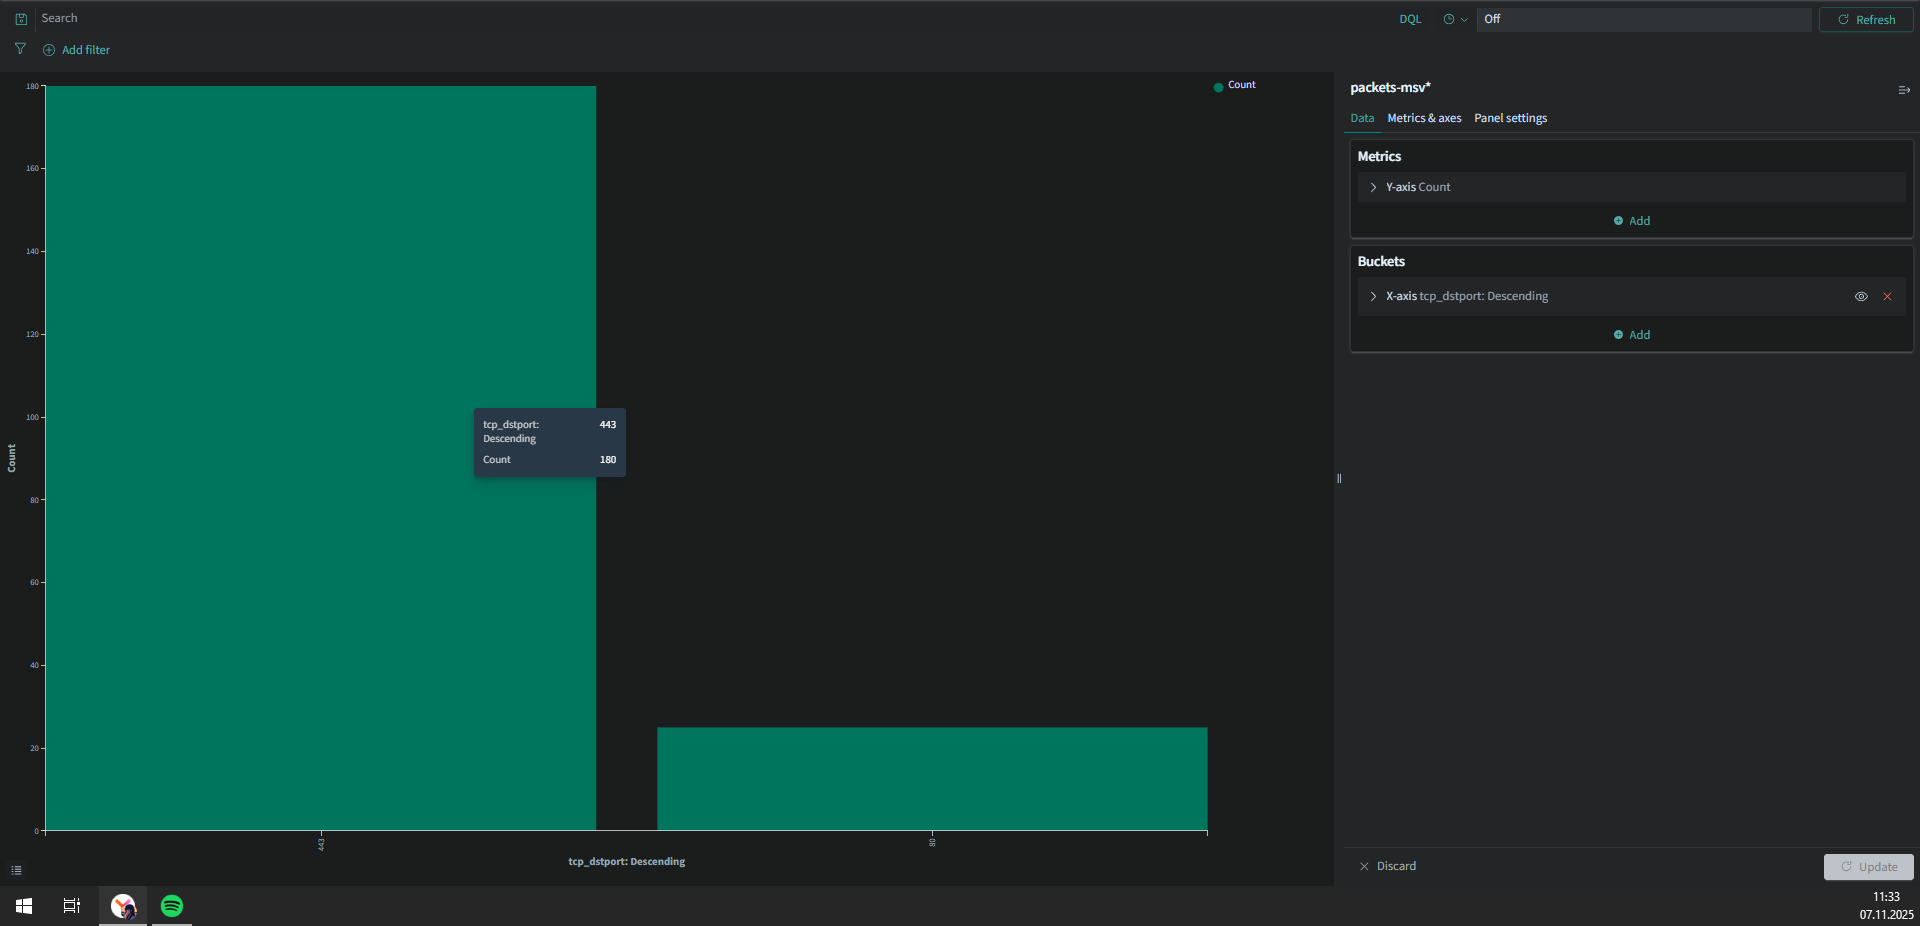 Search
DQL
Off
Refresh
Add filter
180
160
140
120
100
80
60
40
20
0
Count
443
80
tcp_dstport: Descending
Count
tcp_dstport: 443
Descending
Count 180
packets-msv*
Data Metrics & axes Panel settings
Metrics
Y-axis Count
Add
Buckets
X-axis tcp_dstport: Descending
Add
Discard
Update
11:33
07.11.2025